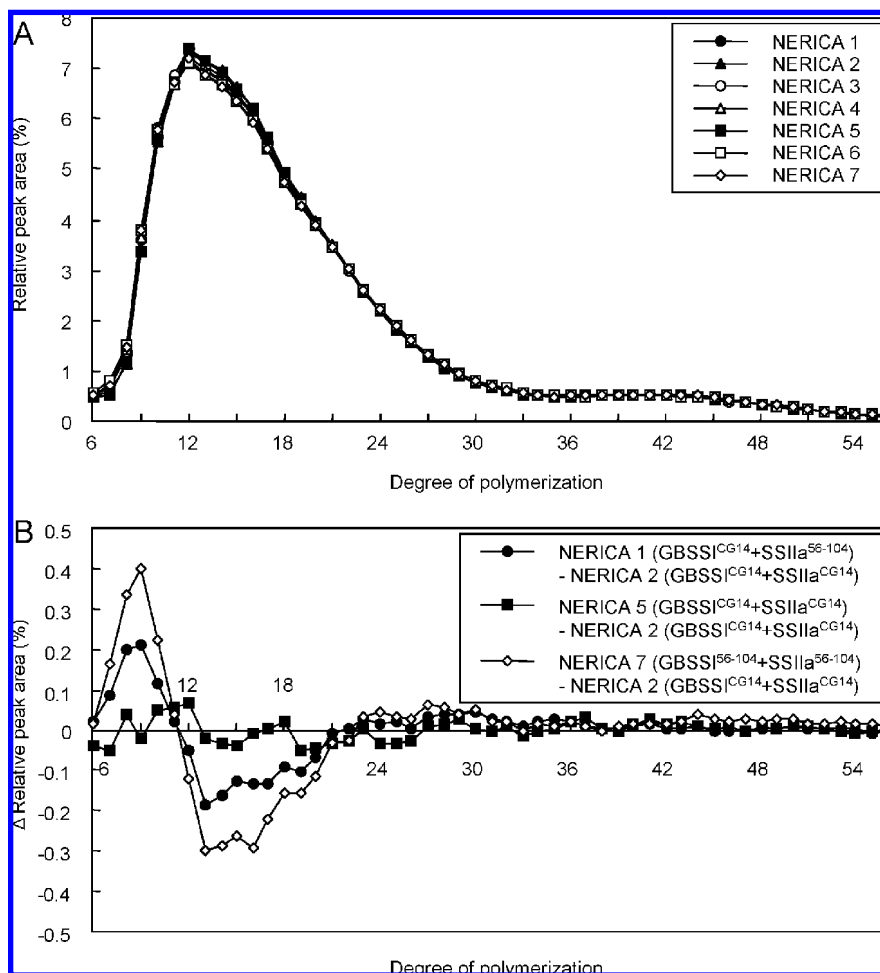 A
8
7
6
5
4
3
2
1
0
Relative peak area (%)
NERICA 1
NERICA 2
NERICA 3
NERICA 4
NERICA 5
NERICA 6
NERICA 7
6 12 18 24 30 36 42 48 54
Degree of polymerization
B
0.5
0.4
0.3
0.2
0.1
0
-0.1
-0.2
-0.3
-0.4
-0.5
Δ Relative peak area (%)
NERICA 1 (GBSSI^CG14+SSIIa^56-104)
- NERICA 2 (GBSSI^CG14+SSIIa^CG14)
NERICA 5 (GBSSI^CG14+SSIIa^CG14)
- NERICA 2 (GBSSI^CG14+SSIIa^CG14)
NERICA 7 (GBSSI^56-104+SSIIa^56-104)
- NERICA 2 (GBSSI^CG14+SSIIa^CG14)
6 12 18 24 30 36 42 48 54
Degree of polymerization